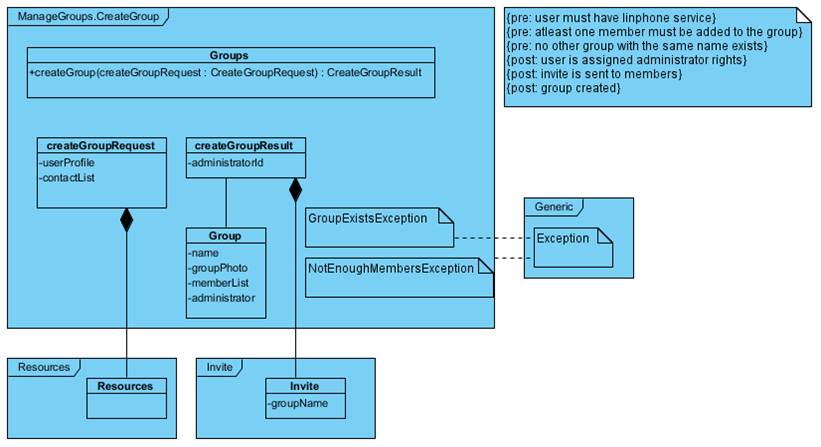 ManageGroups.CreateGroup
Groups
+createGroup(createGroupRequest : CreateGroupRequest) : CreateGroupResult
{pre: user must have linphone service}
{pre: atleast one member must be added to the group}
{pre: no other group with the same name exists}
{post: user is assigned administrator rights}
{post: invite is sent to members}
{post: group created}
createGroupRequest
-userProfile
-contactList
createGroupResult
-administratorId
Group
-name
-groupPhoto
-memberList
-administrator
GroupExistsException
NotEnoughMembersException
Generic
Exception
Resources
Resources
Invite
Invite
-groupName